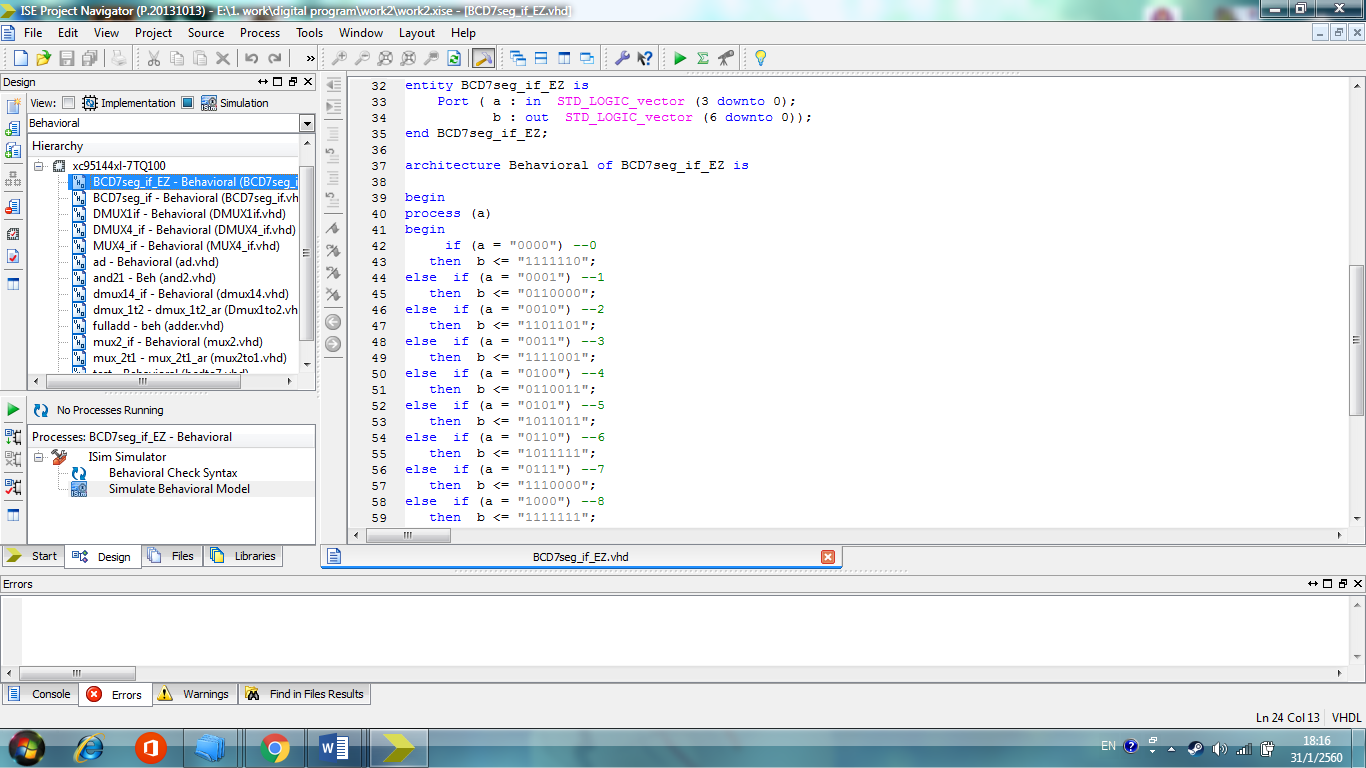 ISE Project Navigator (P.20131013) - E:\1. work\digital program\work2\work2.xise - [BCD7seg_if_EZ.vhd]
File Edit View Project Source Process Tools Window Layout Help
Design
View: Implementation Simulation
Behavioral
Hierarchy
xc95144xl-7TQ100
BCD7seg_if_EZ - Behavioral (BCD7seg_i
BCD7seg_if - Behavioral (BCD7seg_if.vh
DMUX1if - Behavioral (DMUX1if.vhd)
DMUX4_if - Behavioral (DMUX4_if.vhd)
MUX4_if - Behavioral (MUX4_if.vhd)
ad - Behavioral (ad.vhd)
and21 - Beh (and2.vhd)
dmux14_if - Behavioral (dmux14.vhd)
dmux_1t2 - dmux_1t2_ar (Dmux1to2.vh
fulladd - beh (adder.vhd)
mux2_if - Behavioral (mux2.vhd)
mux_2t1 - mux_2t1_ar (mux2to1.vhd)
No Processes Running
Processes: BCD7seg_if_EZ - Behavioral
ISim Simulator
Behavioral Check Syntax
Simulate Behavioral Model
Start Design Files Libraries
32 entity BCD7seg_if_EZ is
33 Port ( a : in STD_LOGIC_vector (3 downto 0);
34 b : out STD_LOGIC_vector (6 downto 0));
35 end BCD7seg_if_EZ;
36
37 architecture Behavioral of BCD7seg_if_EZ is
38
39 begin
40 process (a)
41 begin
42 if (a = "0000") --0
43 then b <= "1111110";
44 else if (a = "0001") --1
45 then b <= "0110000";
46 else if (a = "0010") --2
47 then b <= "1101101";
48 else if (a = "0011") --3
49 then b <= "1111001";
50 else if (a = "0100") --4
51 then b <= "0110011";
52 else if (a = "0101") --5
53 then b <= "1011011";
54 else if (a = "0110") --6
55 then b <= "1011111";
56 else if (a = "0111") --7
57 then b <= "1110000";
58 else if (a = "1000") --8
59 then b <= "1111111";
BCD7seg_if_EZ.vhd
Errors
Console Errors Warnings Find in Files Results
Ln 24 Col 13 VHDL
EN 18:16
31/1/2560